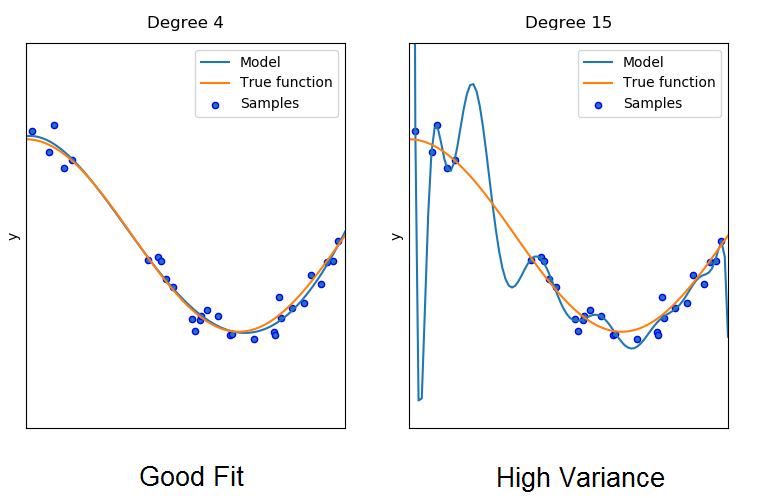 Degree 4
Model
True function
Samples
y
Good Fit
Degree 15
Model
True function
Samples
y
High Variance